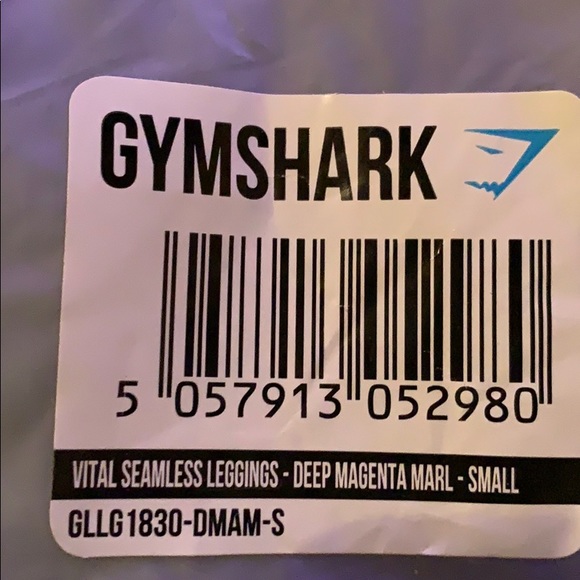 GYMSHARK
5 057913 052980
VITAL SEAMLESS LEGGINGS - DEEP MAGENTA MARL - SMALL
GLLG1830-DMAM-S